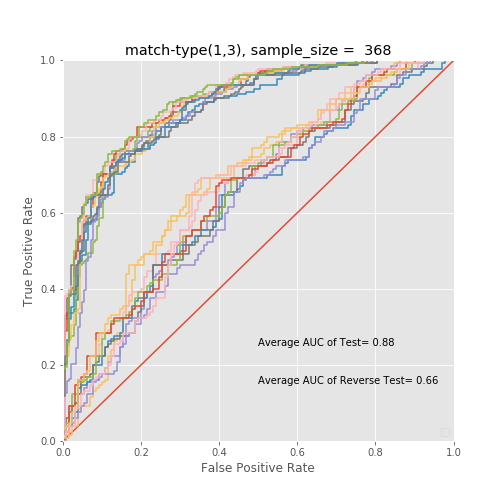 match-type(1,3), sample_size =  368
1.0
0.8
0.6
0.4
0.2
0.0
True Positive Rate
Average AUC of Test= 0.88
Average AUC of Reverse Test= 0.66
0.0 0.2 0.4 0.6 0.8 1.0
False Positive Rate